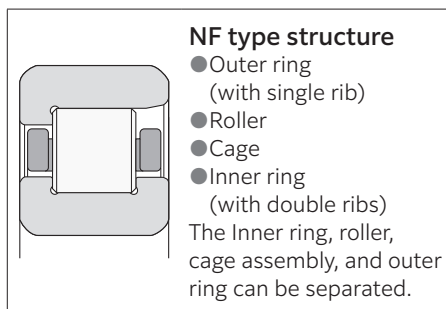 NF type structure
●Outer ring
(with single rib)
●Roller
●Cage
●Inner ring
(with double ribs)
The Inner ring, roller,
cage assembly, and outer
ring can be separated.